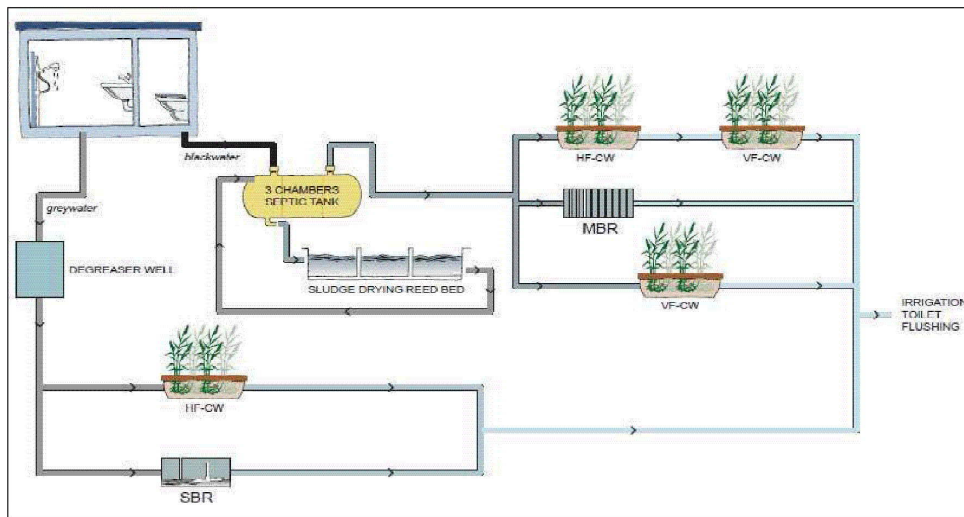 blackwater
greywater
3 CHAMBERS
SEPTIC TANK
DEGREASER WELL
SLUDGE DRYING REED BED
HF-CW
VF-CW
MBR
VF-CW
IRRIGATION
TOILET
FLUSHING
HF-CW
SBR